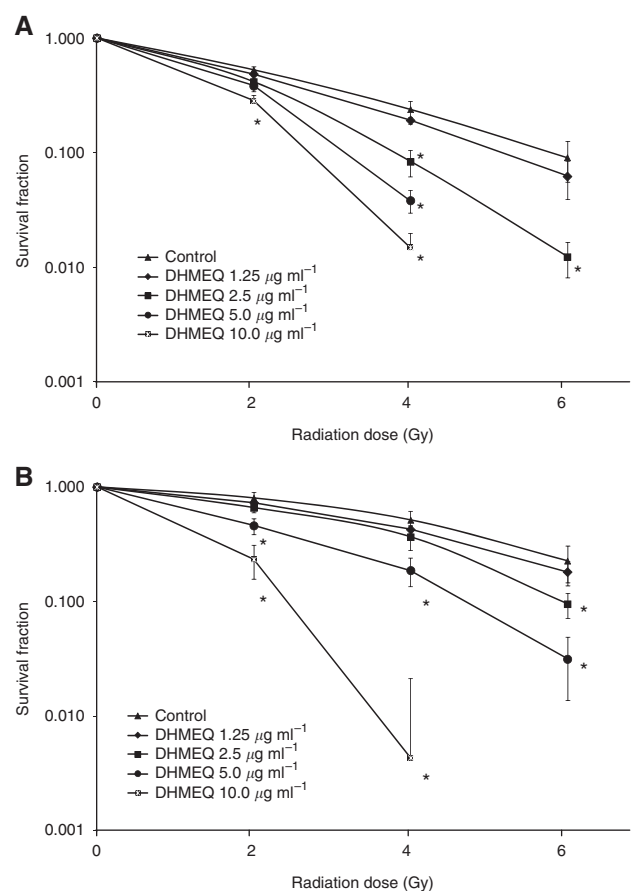 A
1.000
0.100
0.010
0.001
Survival fraction
Control
DHMEQ 1.25 μg ml⁻¹
DHMEQ 2.5 μg ml⁻¹
DHMEQ 5.0 μg ml⁻¹
DHMEQ 10.0 μg ml⁻¹
*
*
*
*
*
0 2 4 6
Radiation dose (Gy)
B
1.000
0.100
0.010
0.001
Survival fraction
Control
DHMEQ 1.25 μg ml⁻¹
DHMEQ 2.5 μg ml⁻¹
DHMEQ 5.0 μg ml⁻¹
DHMEQ 10.0 μg ml⁻¹
*
*
*
*
*
*
0 2 4 6
Radiation dose (Gy)